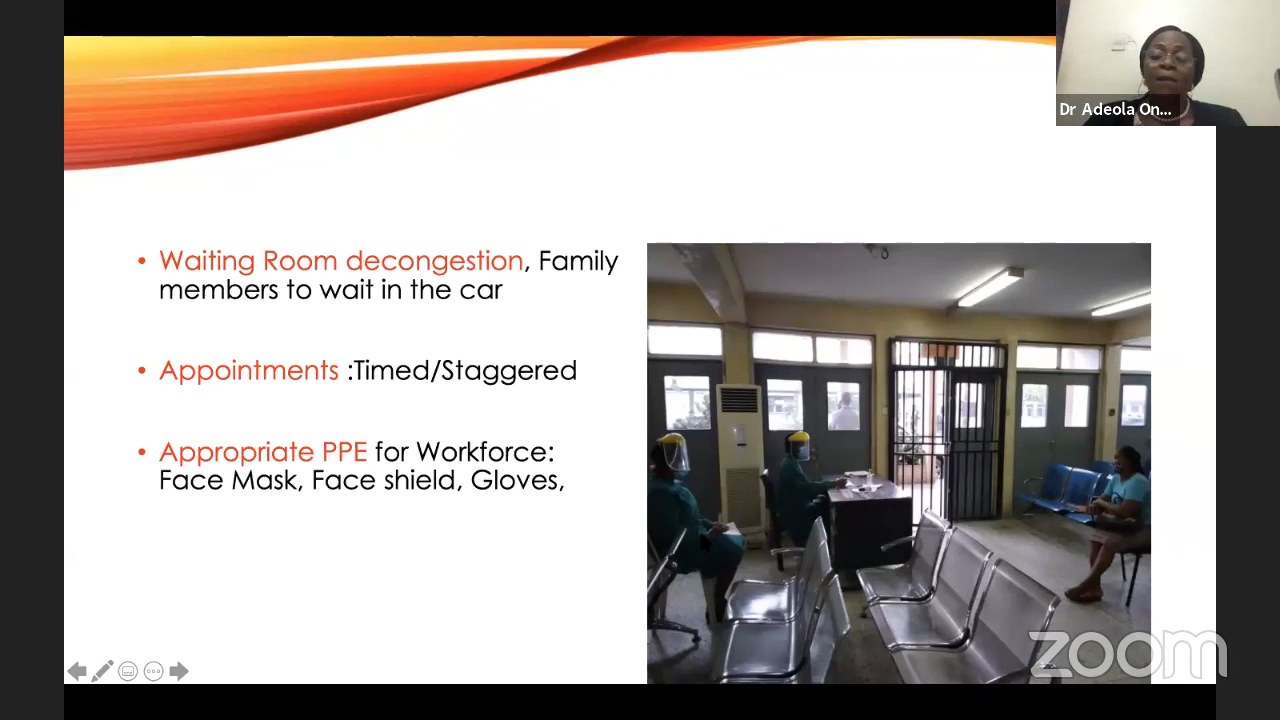 Dr Adeola On...
• Waiting Room decongestion, Family
members to wait in the car
• Appointments :Timed/Staggered
• Appropriate PPE for Workforce:
Face Mask, Face shield, Gloves,
zoom